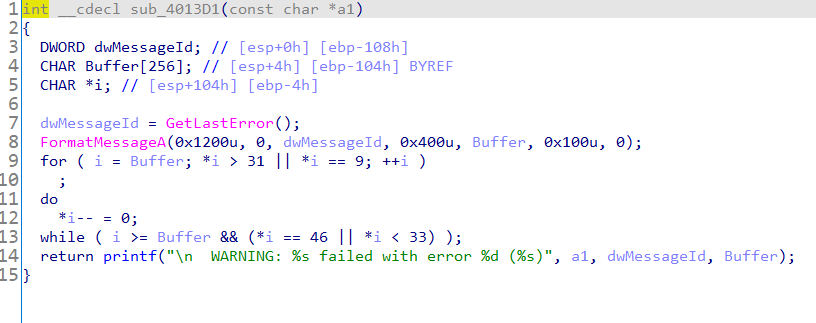 1 int __cdecl sub_4013D1(const char *a1)
2 {
3   DWORD dwMessageId; // [esp+0h] [ebp-108h]
4   CHAR Buffer[256]; // [esp+4h] [ebp-104h] BYREF
5   CHAR *i; // [esp+104h] [ebp-4h]
6
7   dwMessageId = GetLastError();
8   FormatMessageA(0x1200u, 0, dwMessageId, 0x400u, Buffer, 0x100u, 0);
9   for ( i = Buffer; *i > 31 || *i == 9; ++i )
10     ;
11   do
12     *i-- = 0;
13   while ( i >= Buffer && (*i == 46 || *i < 33) );
14   return printf("\n  WARNING: %s failed with error %d (%s)", a1, dwMessageId, Buffer);
15 }